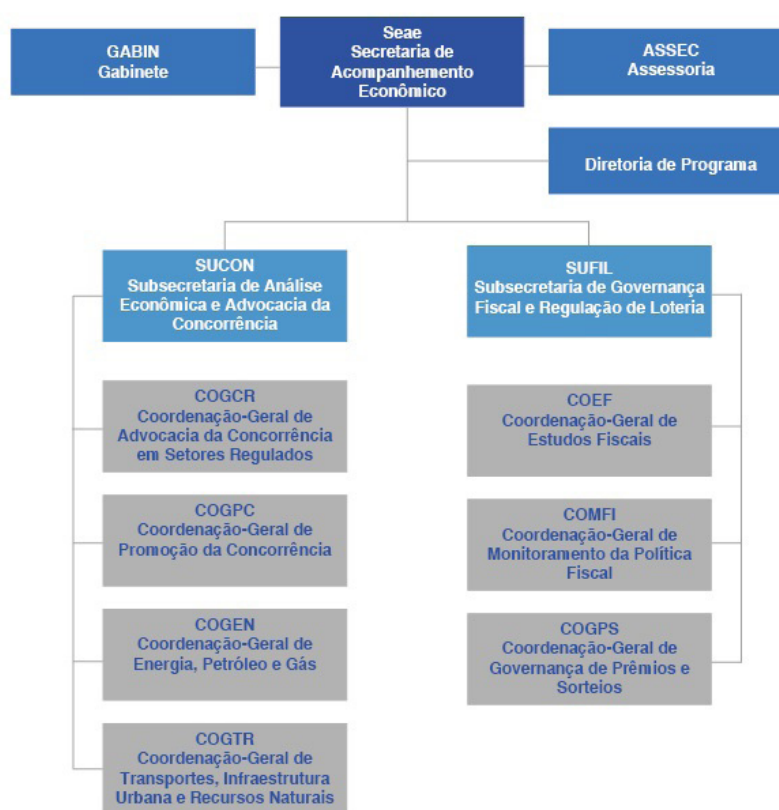 GABIN
Gabinete
Seae
Secretaria de
Acompanhemento
Econômico
ASSEC
Assessoria
Diretoria de Programa
SUCON
Subsecretaria de Análise
Econômica e Advocacia da
Concorrência
SUFIL
Subsecretaria de Governança
Fiscal e Regulação de Loteria
COGCR
Coordenação-Geral de
Advocacia da Concorrência
em Setores Regulados
COGPC
Coordenação-Geral de
Promoção da Concorrência
COGEN
Coordenação-Geral de
Energia, Petróleo e Gás
COGTR
Coordenação-Geral de
Transportes, Infraestrutura
Urbana e Recursos Naturais
COEF
Coordenação-Geral de
Estudos Fiscais
COMFI
Coordenação-Geral de
Monitoramento da Política
Fiscal
COGPS
Coordenação-Geral de
Governança de Prêmios e
Sorteios